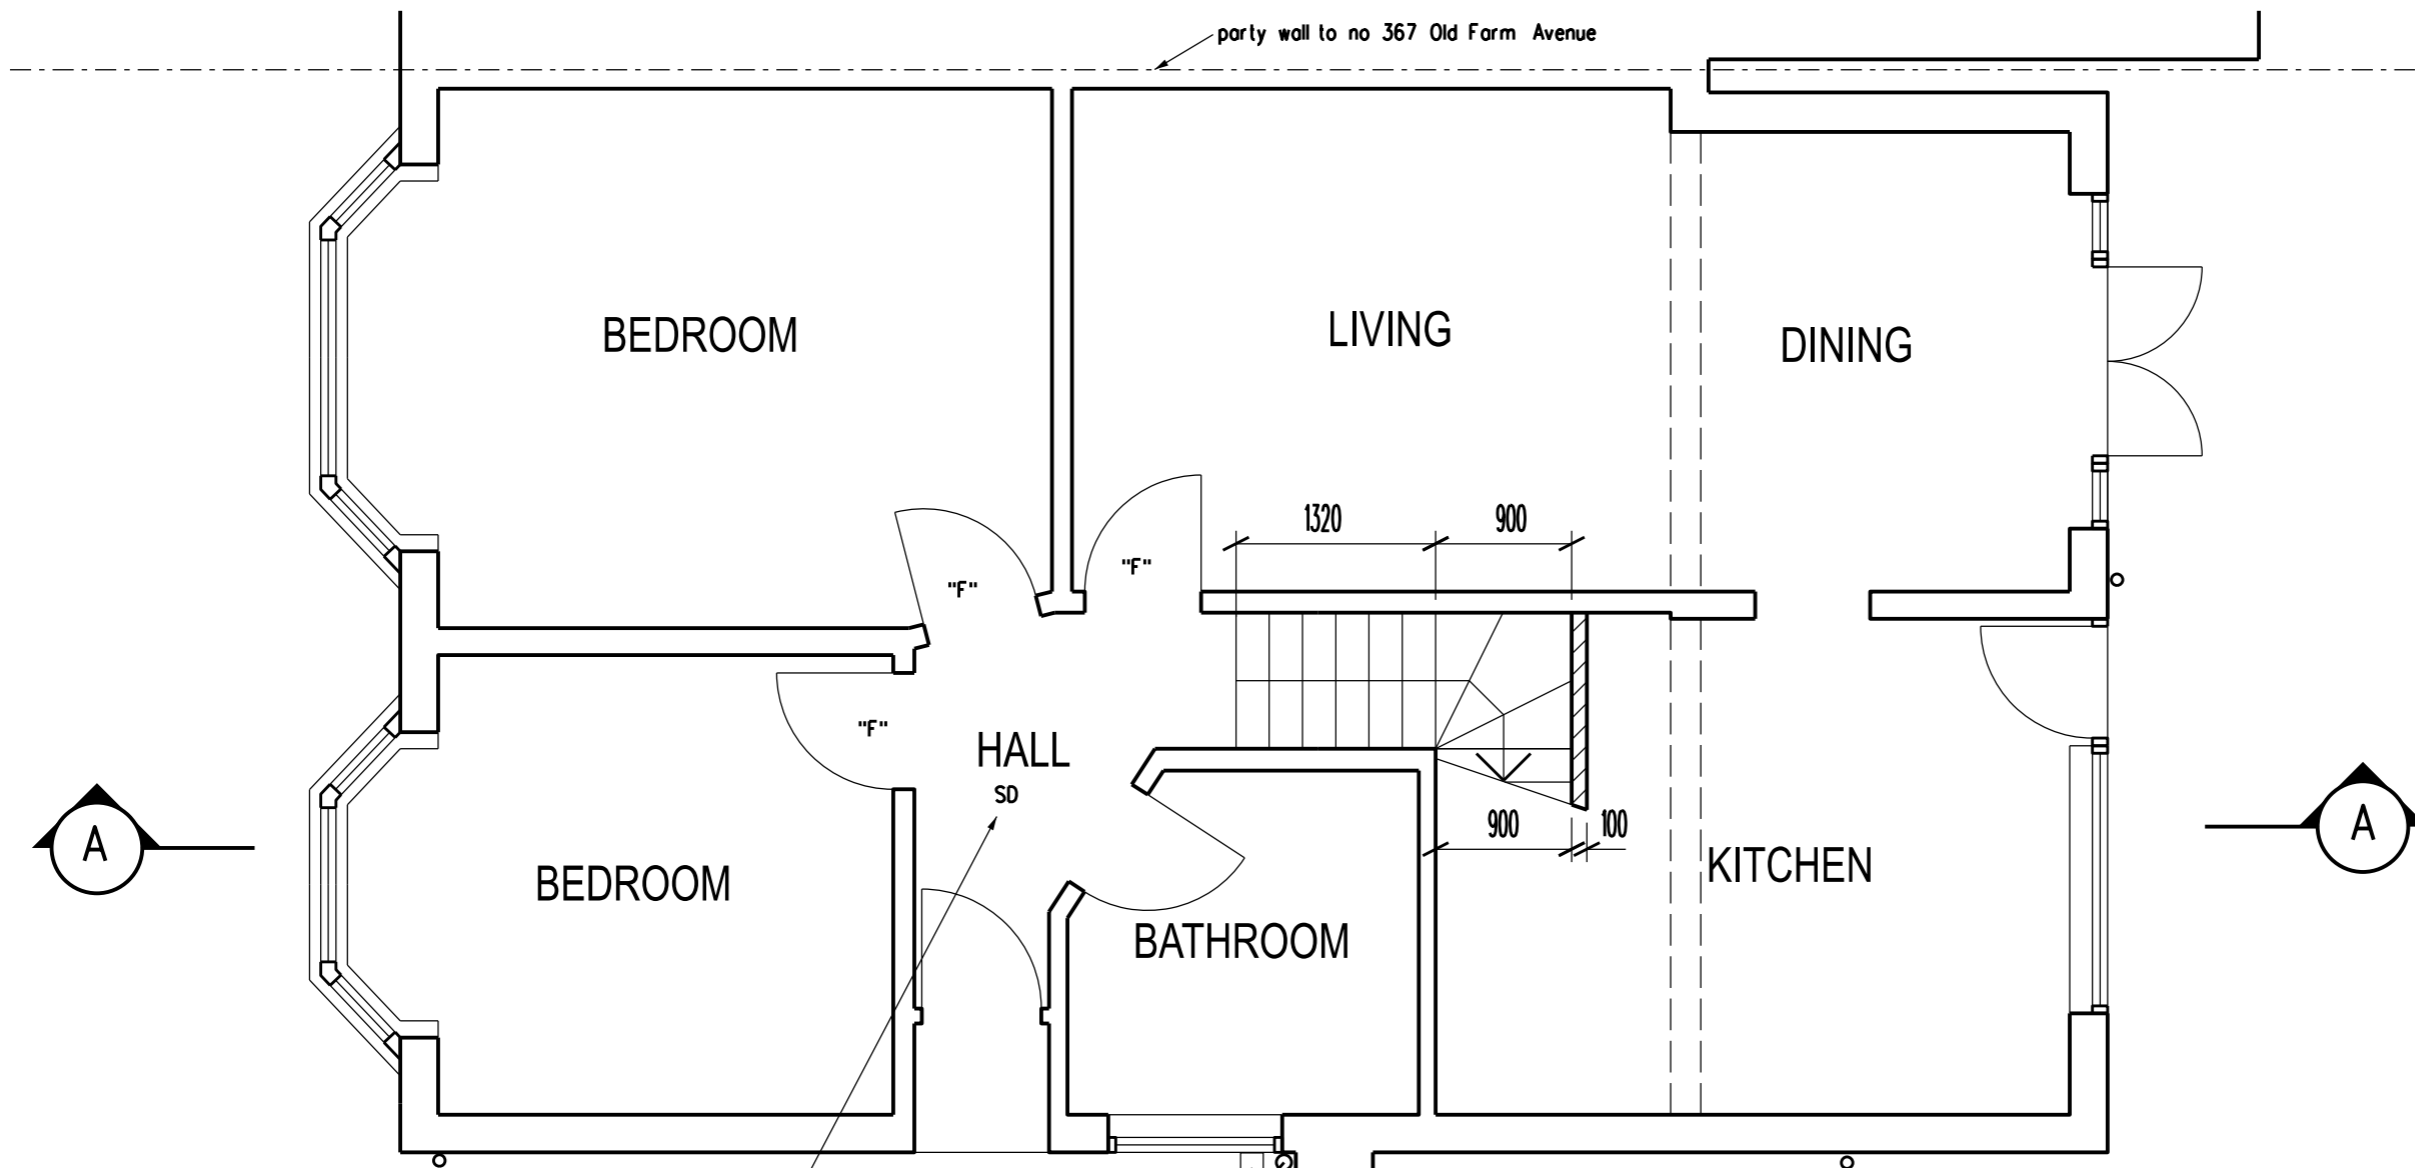 party wall to no 367 Old Farm Avenue
BEDROOM
LIVING
DINING
1320
900
"F"
"F"
"F"
HALL
SD
A
A
900
100
KITCHEN
BEDROOM
BATHROOM